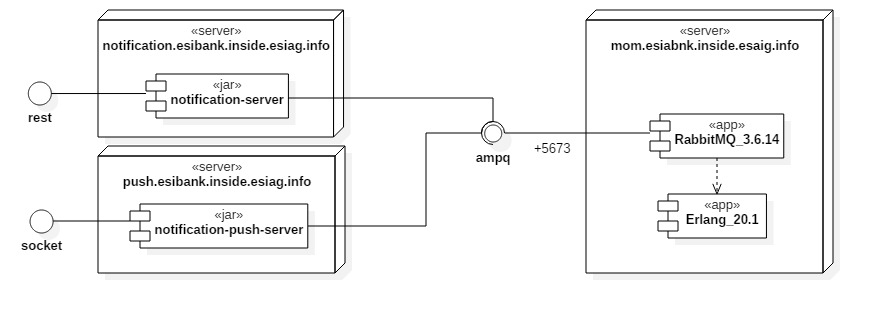 «server»
notification.esibank.inside.esiag.info
«jar»
notification-server
rest
«server»
push.esibank.inside.esiag.info
«jar»
notification-push-server
socket
ampq
+5673
«server»
mom.esiabnk.inside.esaig.info
«app»
RabbitMQ_3.6.14
«app»
Erlang_20.1